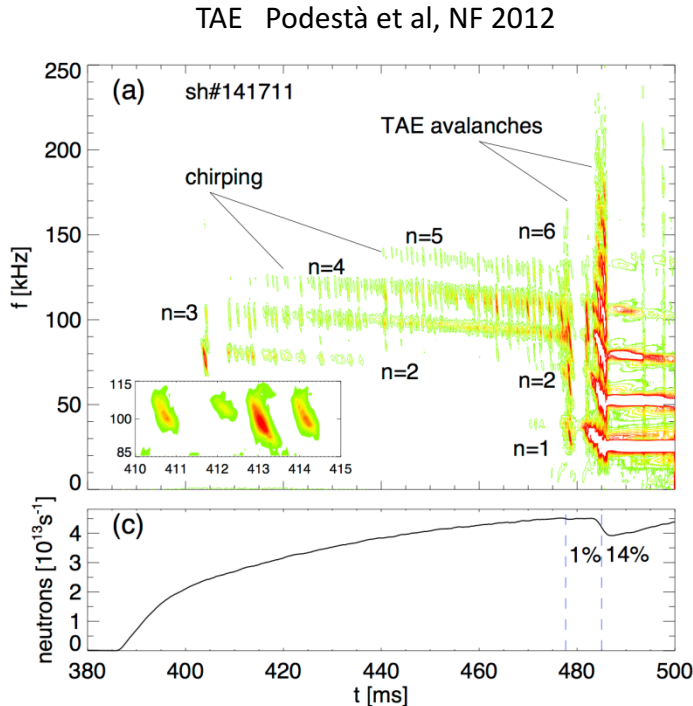 TAE Podestà et al, NF 2012
250
(a)
sh#141711
200
TAE avalanches
chirping
150
n=5
n=6
n=4
f [kHz]
n=3
100
n=2
n=2
115
100
85
50
n=1
410 411 412 413 414 415
0
(c)
neutrons [10¹³s⁻¹]
4
3
2
1
0
1% 14%
380 400 420 440 460 480 500
t [ms]